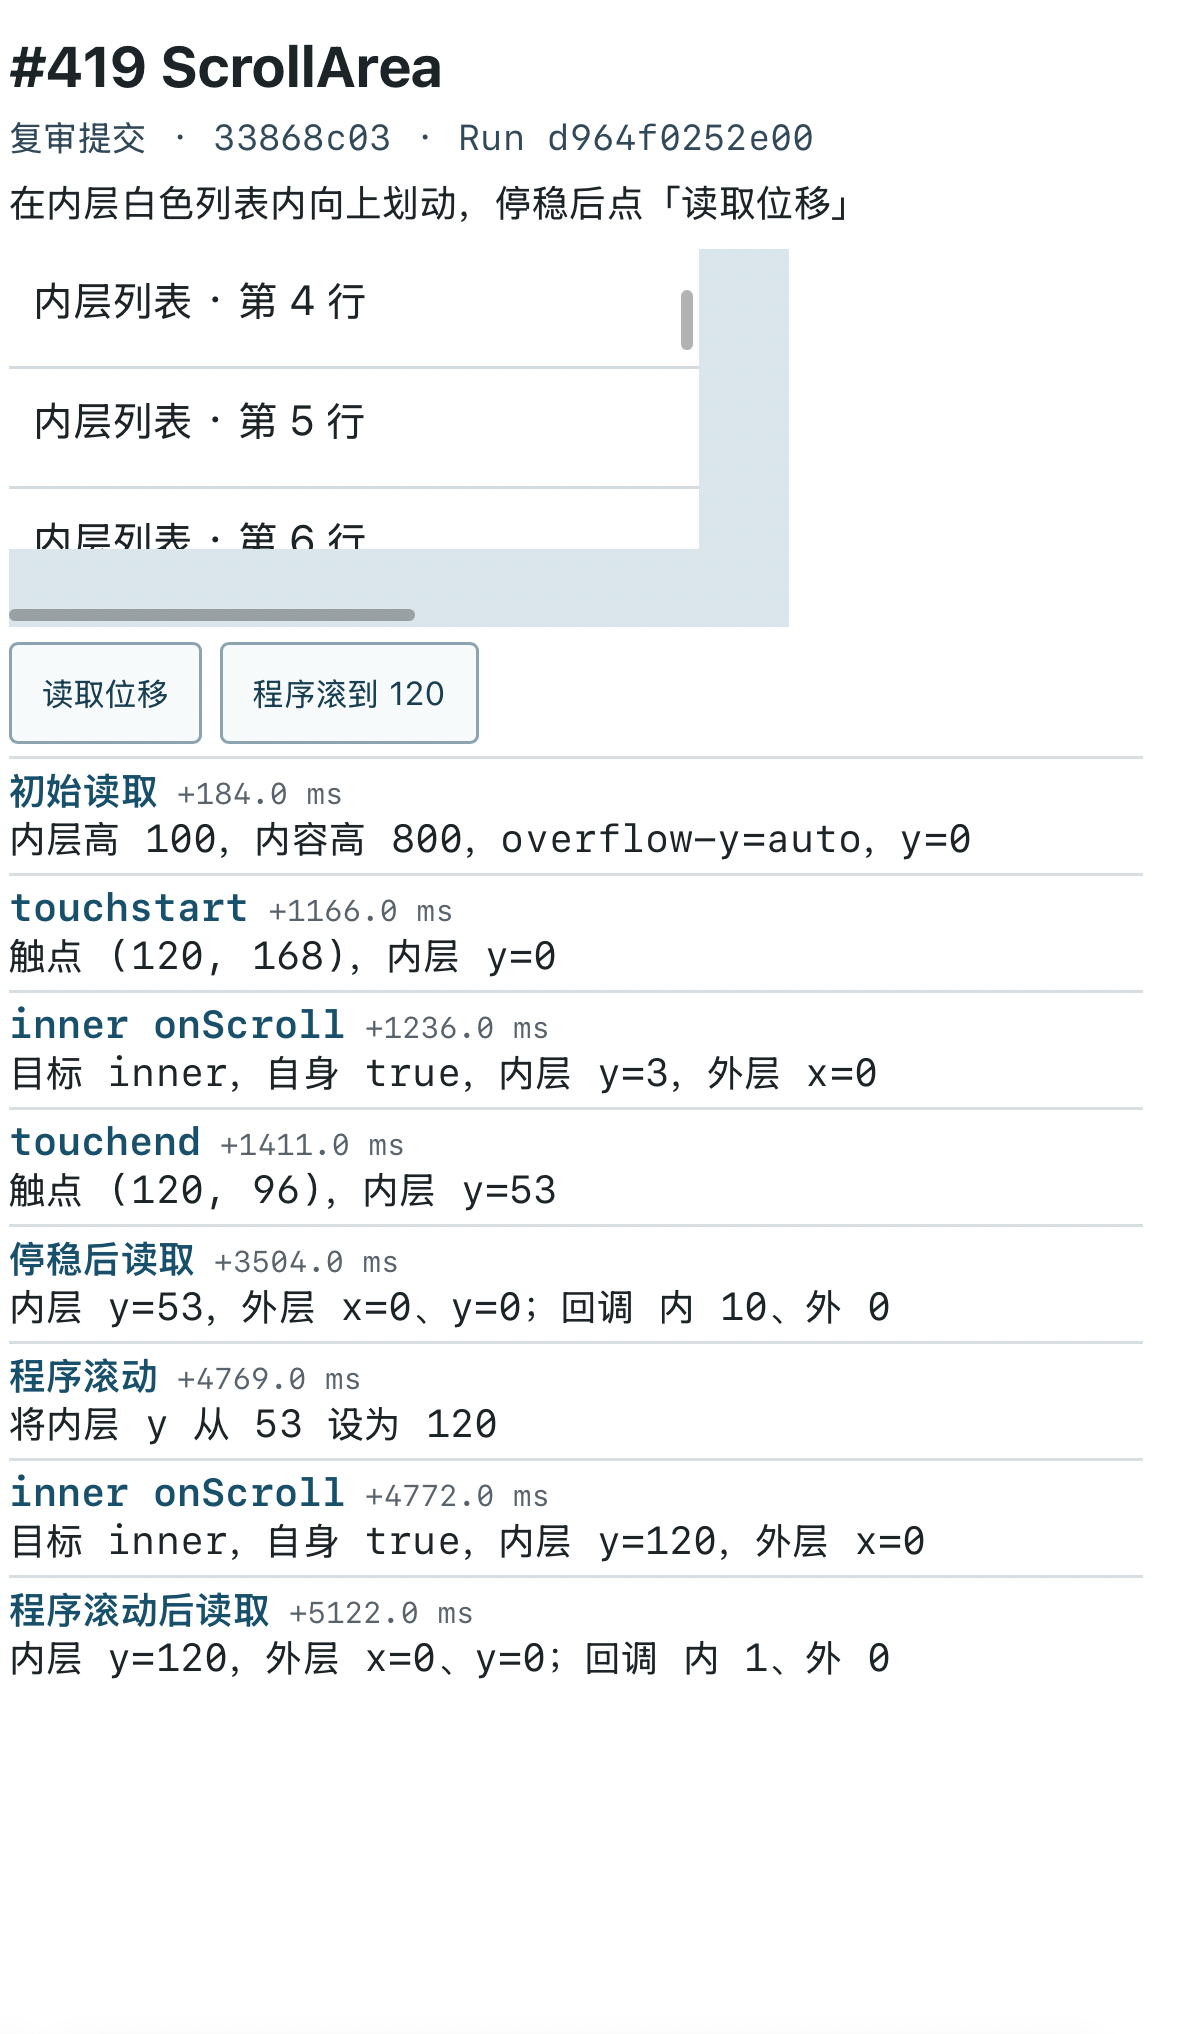 #419 ScrollArea
复审提交 · 33868c03 · Run d964f0252e00
在内层白色列表内向上划动，停稳后点「读取位移」
内层列表 · 第 4 行
内层列表 · 第 5 行
内层列表 · 第 6 行
读取位移
程序滚到 120
初始读取 +184.0 ms
内层高 100，内容高 800，overflow-y=auto，y=0
touchstart +1166.0 ms
触点 (120, 168)，内层 y=0
inner onScroll +1236.0 ms
目标 inner，自身 true，内层 y=3，外层 x=0
touchend +1411.0 ms
触点 (120, 96)，内层 y=53
停稳后读取 +3504.0 ms
内层 y=53，外层 x=0、y=0；回调 内 10、外 0
程序滚动 +4769.0 ms
将内层 y 从 53 设为 120
inner onScroll +4772.0 ms
目标 inner，自身 true，内层 y=120，外层 x=0
程序滚动后读取 +5122.0 ms
内层 y=120，外层 x=0、y=0；回调 内 1、外 0